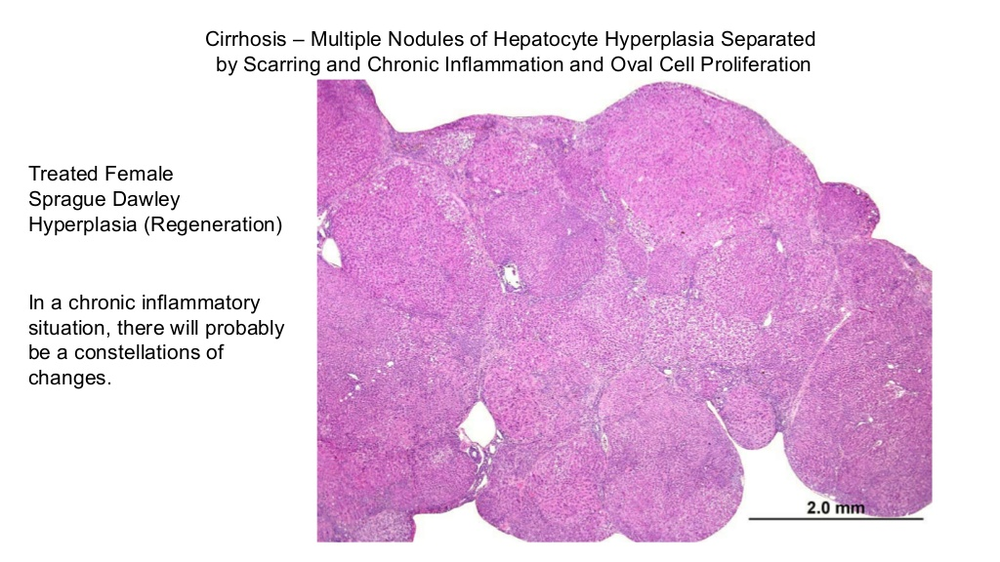 Cirrhosis – Multiple Nodules of Hepatocyte Hyperplasia Separated
by Scarring and Chronic Inflammation and Oval Cell Proliferation
Treated Female
Sprague Dawley
Hyperplasia (Regeneration)
In a chronic inflammatory
situation, there will probably
be a constellations of
changes.
2.0 mm